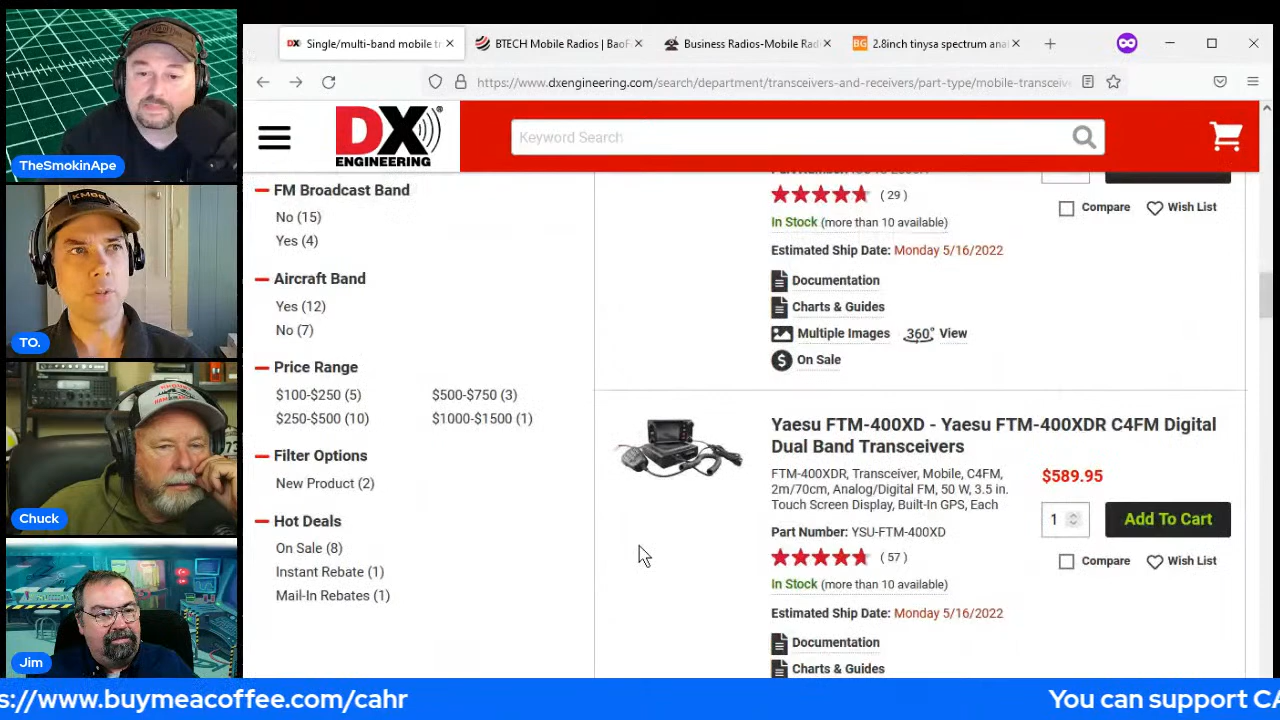 TheSmokinApe
KM6G
TO.
Chuck
Jim
Single/multi-band mobile tr
BTECH Mobile Radios | BaoF
Business Radios-Mobile Rad
BG
2.8inch tinysa spectrum anal
https://www.dxengineering.com/search/department/transceivers-and-receivers/part-type/mobile-transceive
DX
ENGINEERING
Keyword Search
FM Broadcast Band
No (15)
Yes (4)
Aircraft Band
Yes (12)
No (7)
Price Range
$100-$250 (5) $500-$750 (3)
$250-$500 (10) $1000-$1500 (1)
Filter Options
New Product (2)
Hot Deals
On Sale (8)
Instant Rebate (1)
Mail-In Rebates (1)
( 29 )
In Stock (more than 10 available)
Compare Wish List
Estimated Ship Date: Monday 5/16/2022
Documentation
Charts & Guides
Multiple Images 360° View
On Sale
Yaesu FTM-400XD - Yaesu FTM-400XDR C4FM Digital
Dual Band Transceivers
FTM-400XDR, Transceiver, Mobile, C4FM,
2m/70cm, Analog/Digital FM, 50 W, 3.5 in.
Touch Screen Display, Built-In GPS, Each
$589.95
1 Add To Cart
Part Number: YSU-FTM-400XD
( 57 )
Compare Wish List
In Stock (more than 10 available)
Estimated Ship Date: Monday 5/16/2022
Documentation
Charts & Guides
s://www.buymeacoffee.com/cahr You can support CA